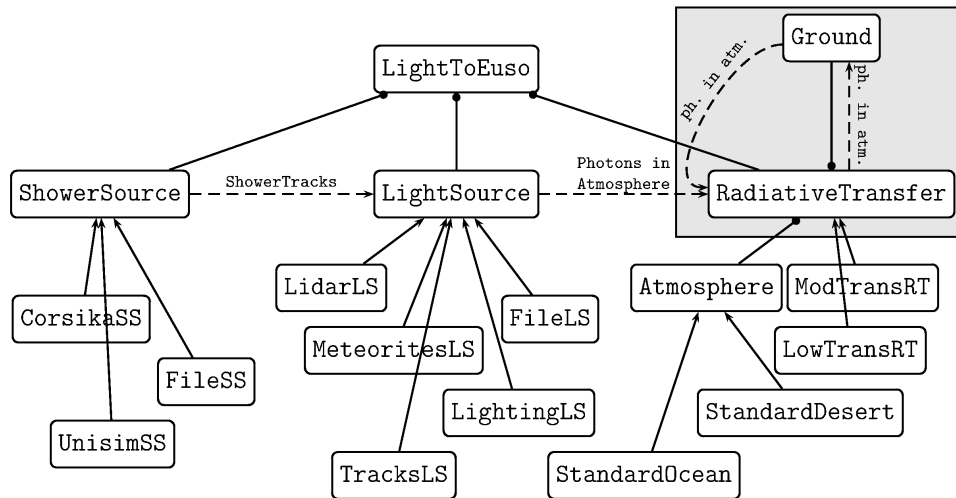 Ground
LightToEuso
ph. in atm.
ph. in atm.
ShowerSource
ShowerTracks
LightSource
Photons in
Atmosphere
RadiativeTransfer
LidarLS
Atmosphere
ModTransRT
CorsikaSS
FileLS
MeteoritesLS
LowTransRT
FileSS
LightingLS
StandardDesert
UnisimSS
TracksLS
StandardOcean